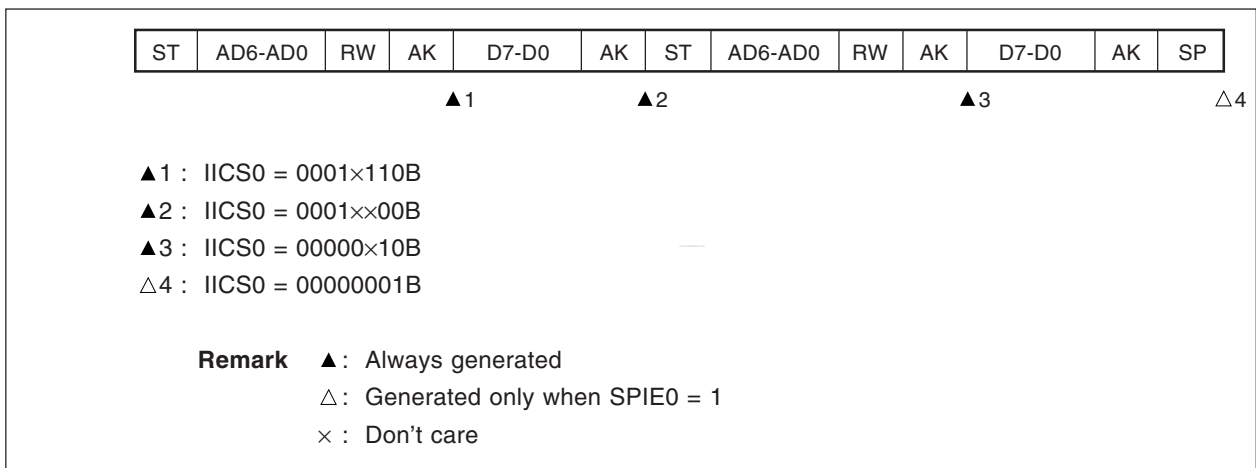 ST AD6-AD0 RW AK D7-D0 AK ST AD6-AD0 RW AK D7-D0 AK SP
▲1 ▲2 ▲3 △4
▲1 : IICS0 = 0001×110B
▲2 : IICS0 = 0001××00B
▲3 : IICS0 = 00000×10B
△4 : IICS0 = 00000001B
Remark ▲ : Always generated
△ : Generated only when SPIE0 = 1
× : Don't care